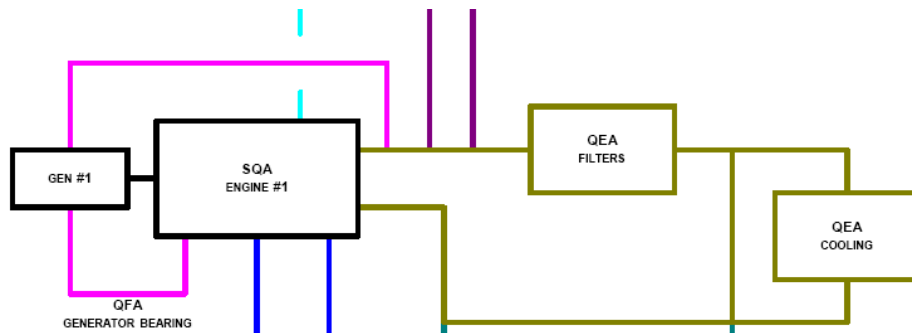 QEA
FILTERS
SQA
ENGINE #1
GEN #1
QEA
COOLING
QFA
GENERATOR BEARING